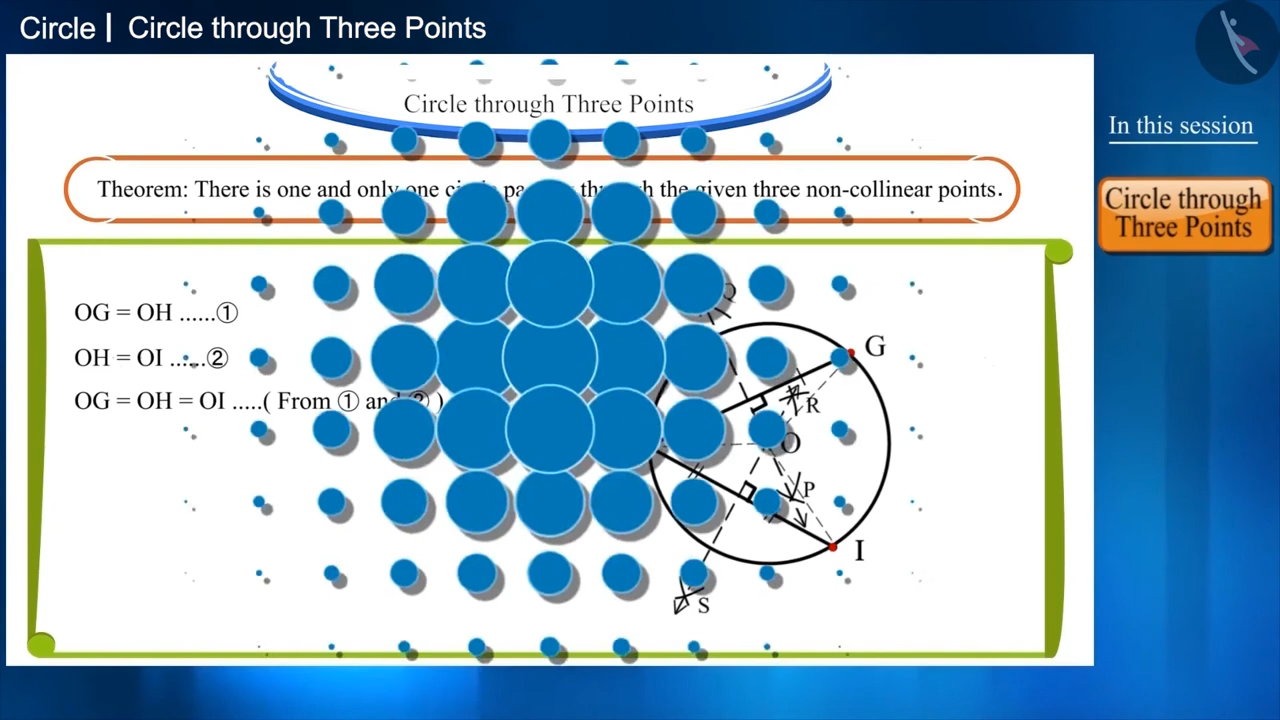 Circle | Circle through Three Points
Circle through Three Points
In this session
Circle through
Three Points
Theorem: There is one and only one through the given three non-collinear points.
OG = OH ......①
OH = OI ......②
OG = OH = OI .....( From ① and ② )
G
R
O
P
I
S